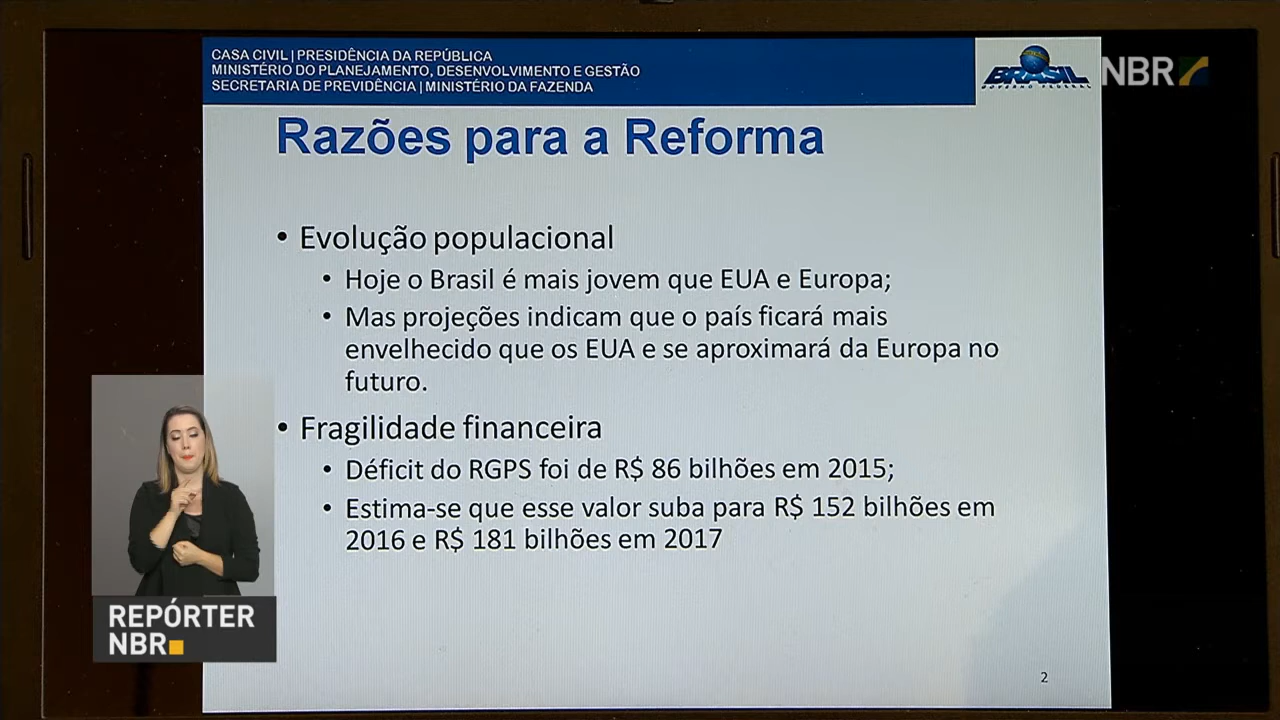 CASA CIVIL | PRESIDÊNCIA DA REPÚBLICA
MINISTÉRIO DO PLANEJAMENTO, DESENVOLVIMENTO E GESTÃO
SECRETARIA DE PREVIDÊNCIA | MINISTÉRIO DA FAZENDA
BRASIL
GOVERNO FEDERAL
NBR
Razões para a Reforma
• Evolução populacional
• Hoje o Brasil é mais jovem que EUA e Europa;
• Mas projeções indicam que o país ficará mais
envelhecido que os EUA e se aproximará da Europa no
futuro.
• Fragilidade financeira
• Déficit do RGPS foi de R$ 86 bilhões em 2015;
• Estima-se que esse valor suba para R$ 152 bilhões em
2016 e R$ 181 bilhões em 2017
REPÓRTER
NBR
2